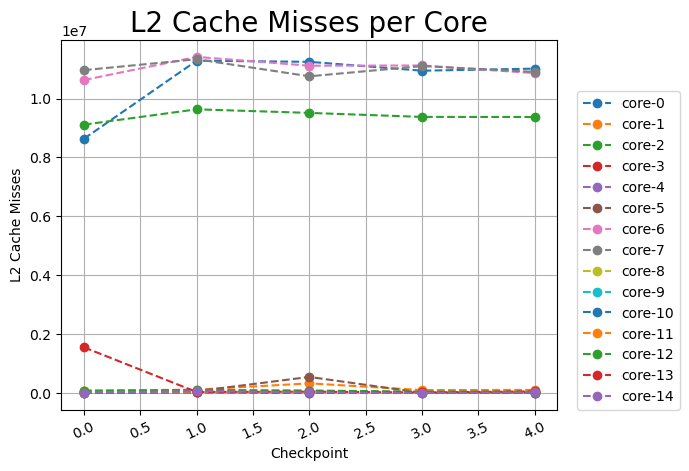 L2 Cache Misses per Core
1e7
1.0
0.8
0.6
0.4
0.2
0.0
L2 Cache Misses
0.0 0.5 1.0 1.5 2.0 2.5 3.0 3.5 4.0
Checkpoint
core-0
core-1
core-2
core-3
core-4
core-5
core-6
core-7
core-8
core-9
core-10
core-11
core-12
core-13
core-14